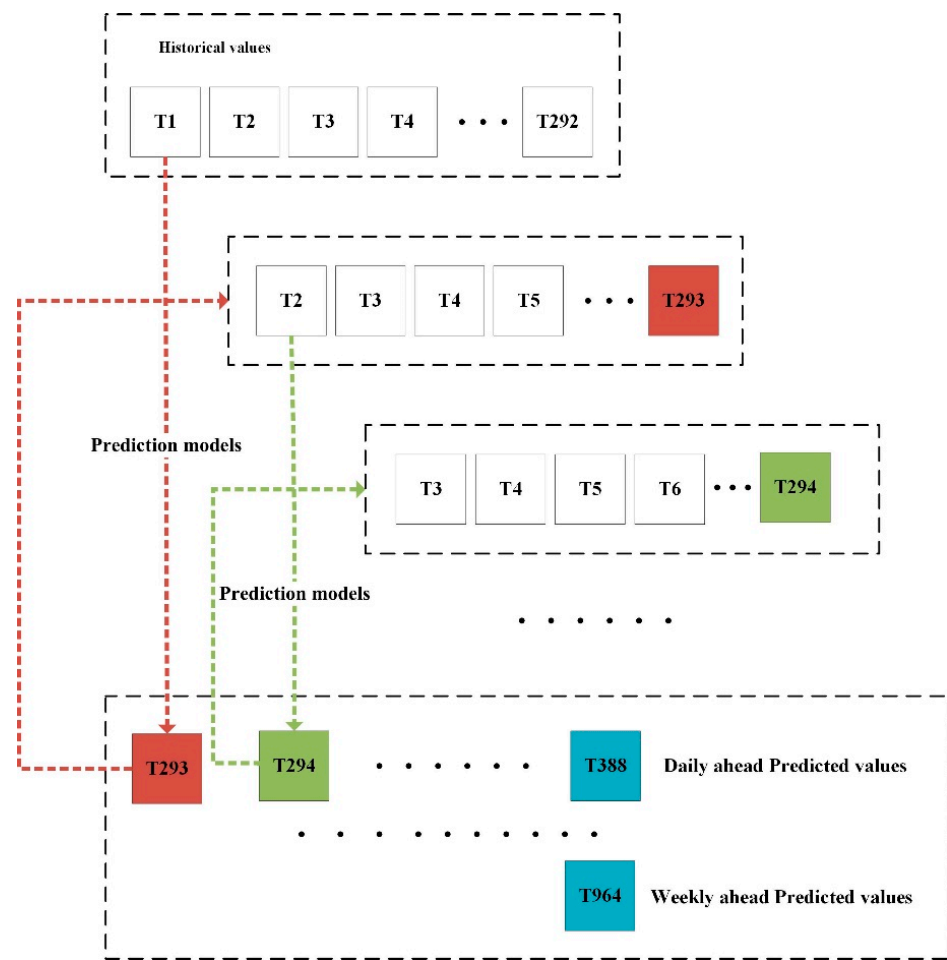 Historical values
T1 T2 T3 T4 • • • T292
T2 T3 T4 T5 • • • T293
Prediction models
T3 T4 T5 T6 • • • T294
Prediction models
• • • • • •
T293 T294 • • • • • • T388 Daily ahead Predicted values
• • • • • • • • • •
T964 Weekly ahead Predicted values